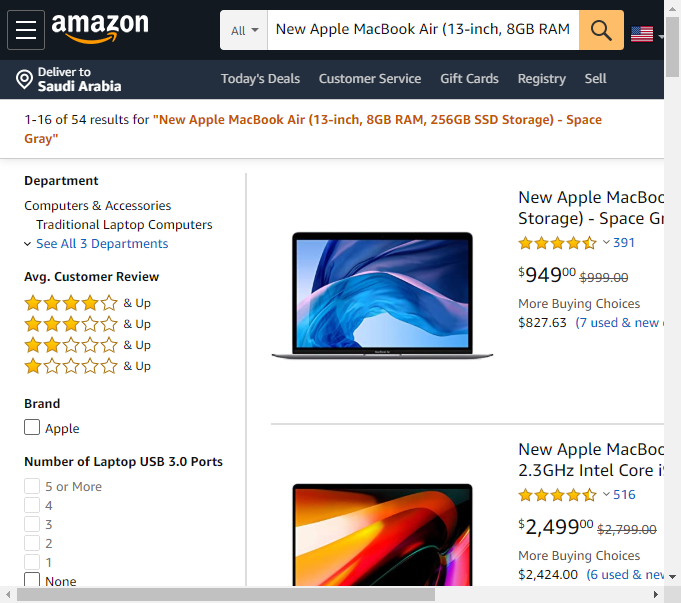 amazon
All
New Apple MacBook Air (13-inch, 8GB RAM
Deliver to
Saudi Arabia
Today's Deals Customer Service Gift Cards Registry Sell
1-16 of 54 results for "New Apple MacBook Air (13-inch, 8GB RAM, 256GB SSD Storage) - Space
Gray"
Department
Computers & Accessories
Traditional Laptop Computers
See All 3 Departments
Avg. Customer Review
& Up
& Up
& Up
& Up
Brand
Apple
Number of Laptop USB 3.0 Ports
5 or More
4
3
2
1
None
New Apple MacBoo
Storage) - Space Gr
391
$94900 $999.00
More Buying Choices
$827.63 (7 used & new
New Apple MacBoo
2.3GHz Intel Core i9
516
$2,49900 $2,799.00
More Buying Choices
$2,424.00 (6 used & new